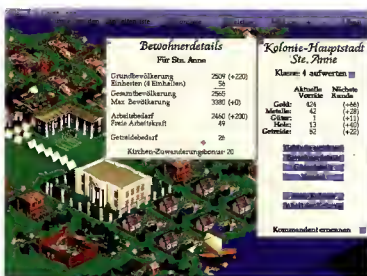 Bewohnerdetails
Für Ste. Anne
Grundbevölkerung 2509 (+220)
Einheiten (4 Einheiten) 56
Gesamtbevölkerung 2565
Max Bevölkerung 3380 (+0)
Arbeitsbedarf 2460 (+200)
Freie Arbeitskraft 49
Getreidebedarf 26
Kirchen-Zuwanderungsbonus: 20
Kolonie-Hauptstadt
Ste. Anne
Klasse: 4 aufwerten
Aktuelle Nächste
Vorräte Runde
Gold: 424 (+66)
Metalle: 42 (+28)
Güter: 1 (+11)
Holz: 13 (+40)
Getreide: 82 (+22)
Kommandant ernennen